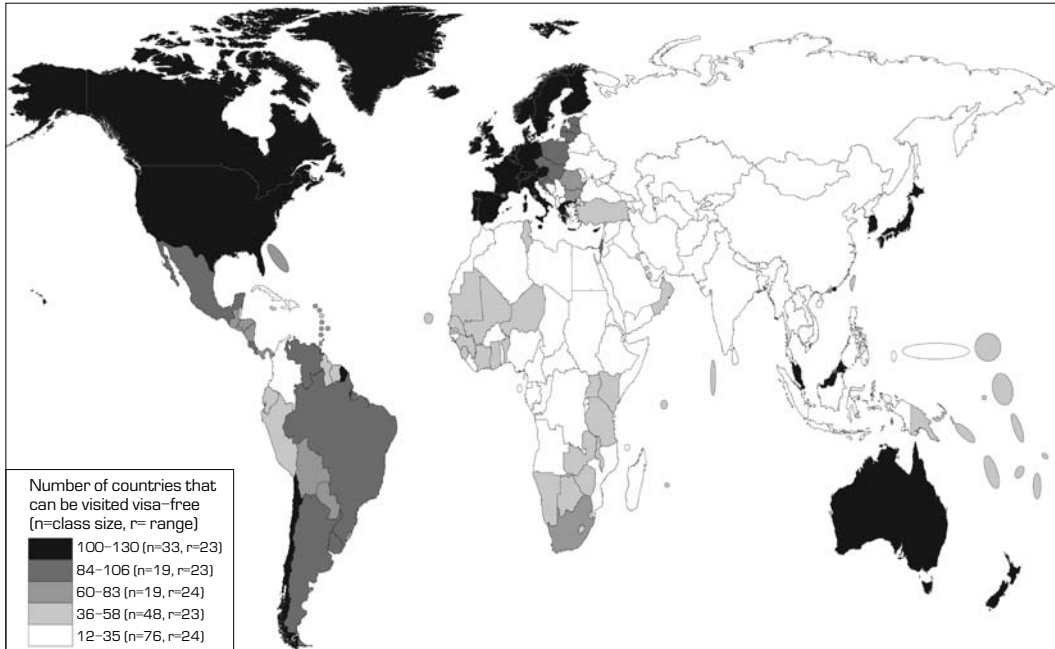 Number of countries that
can be visited visa–free
(n=class size, r= range)
100–130 (n=33, r=23)
84–106 (n=19, r=23)
60–83 (n=19, r=24)
36–58 (n=48, r=23)
12–35 (n=76, r=24)